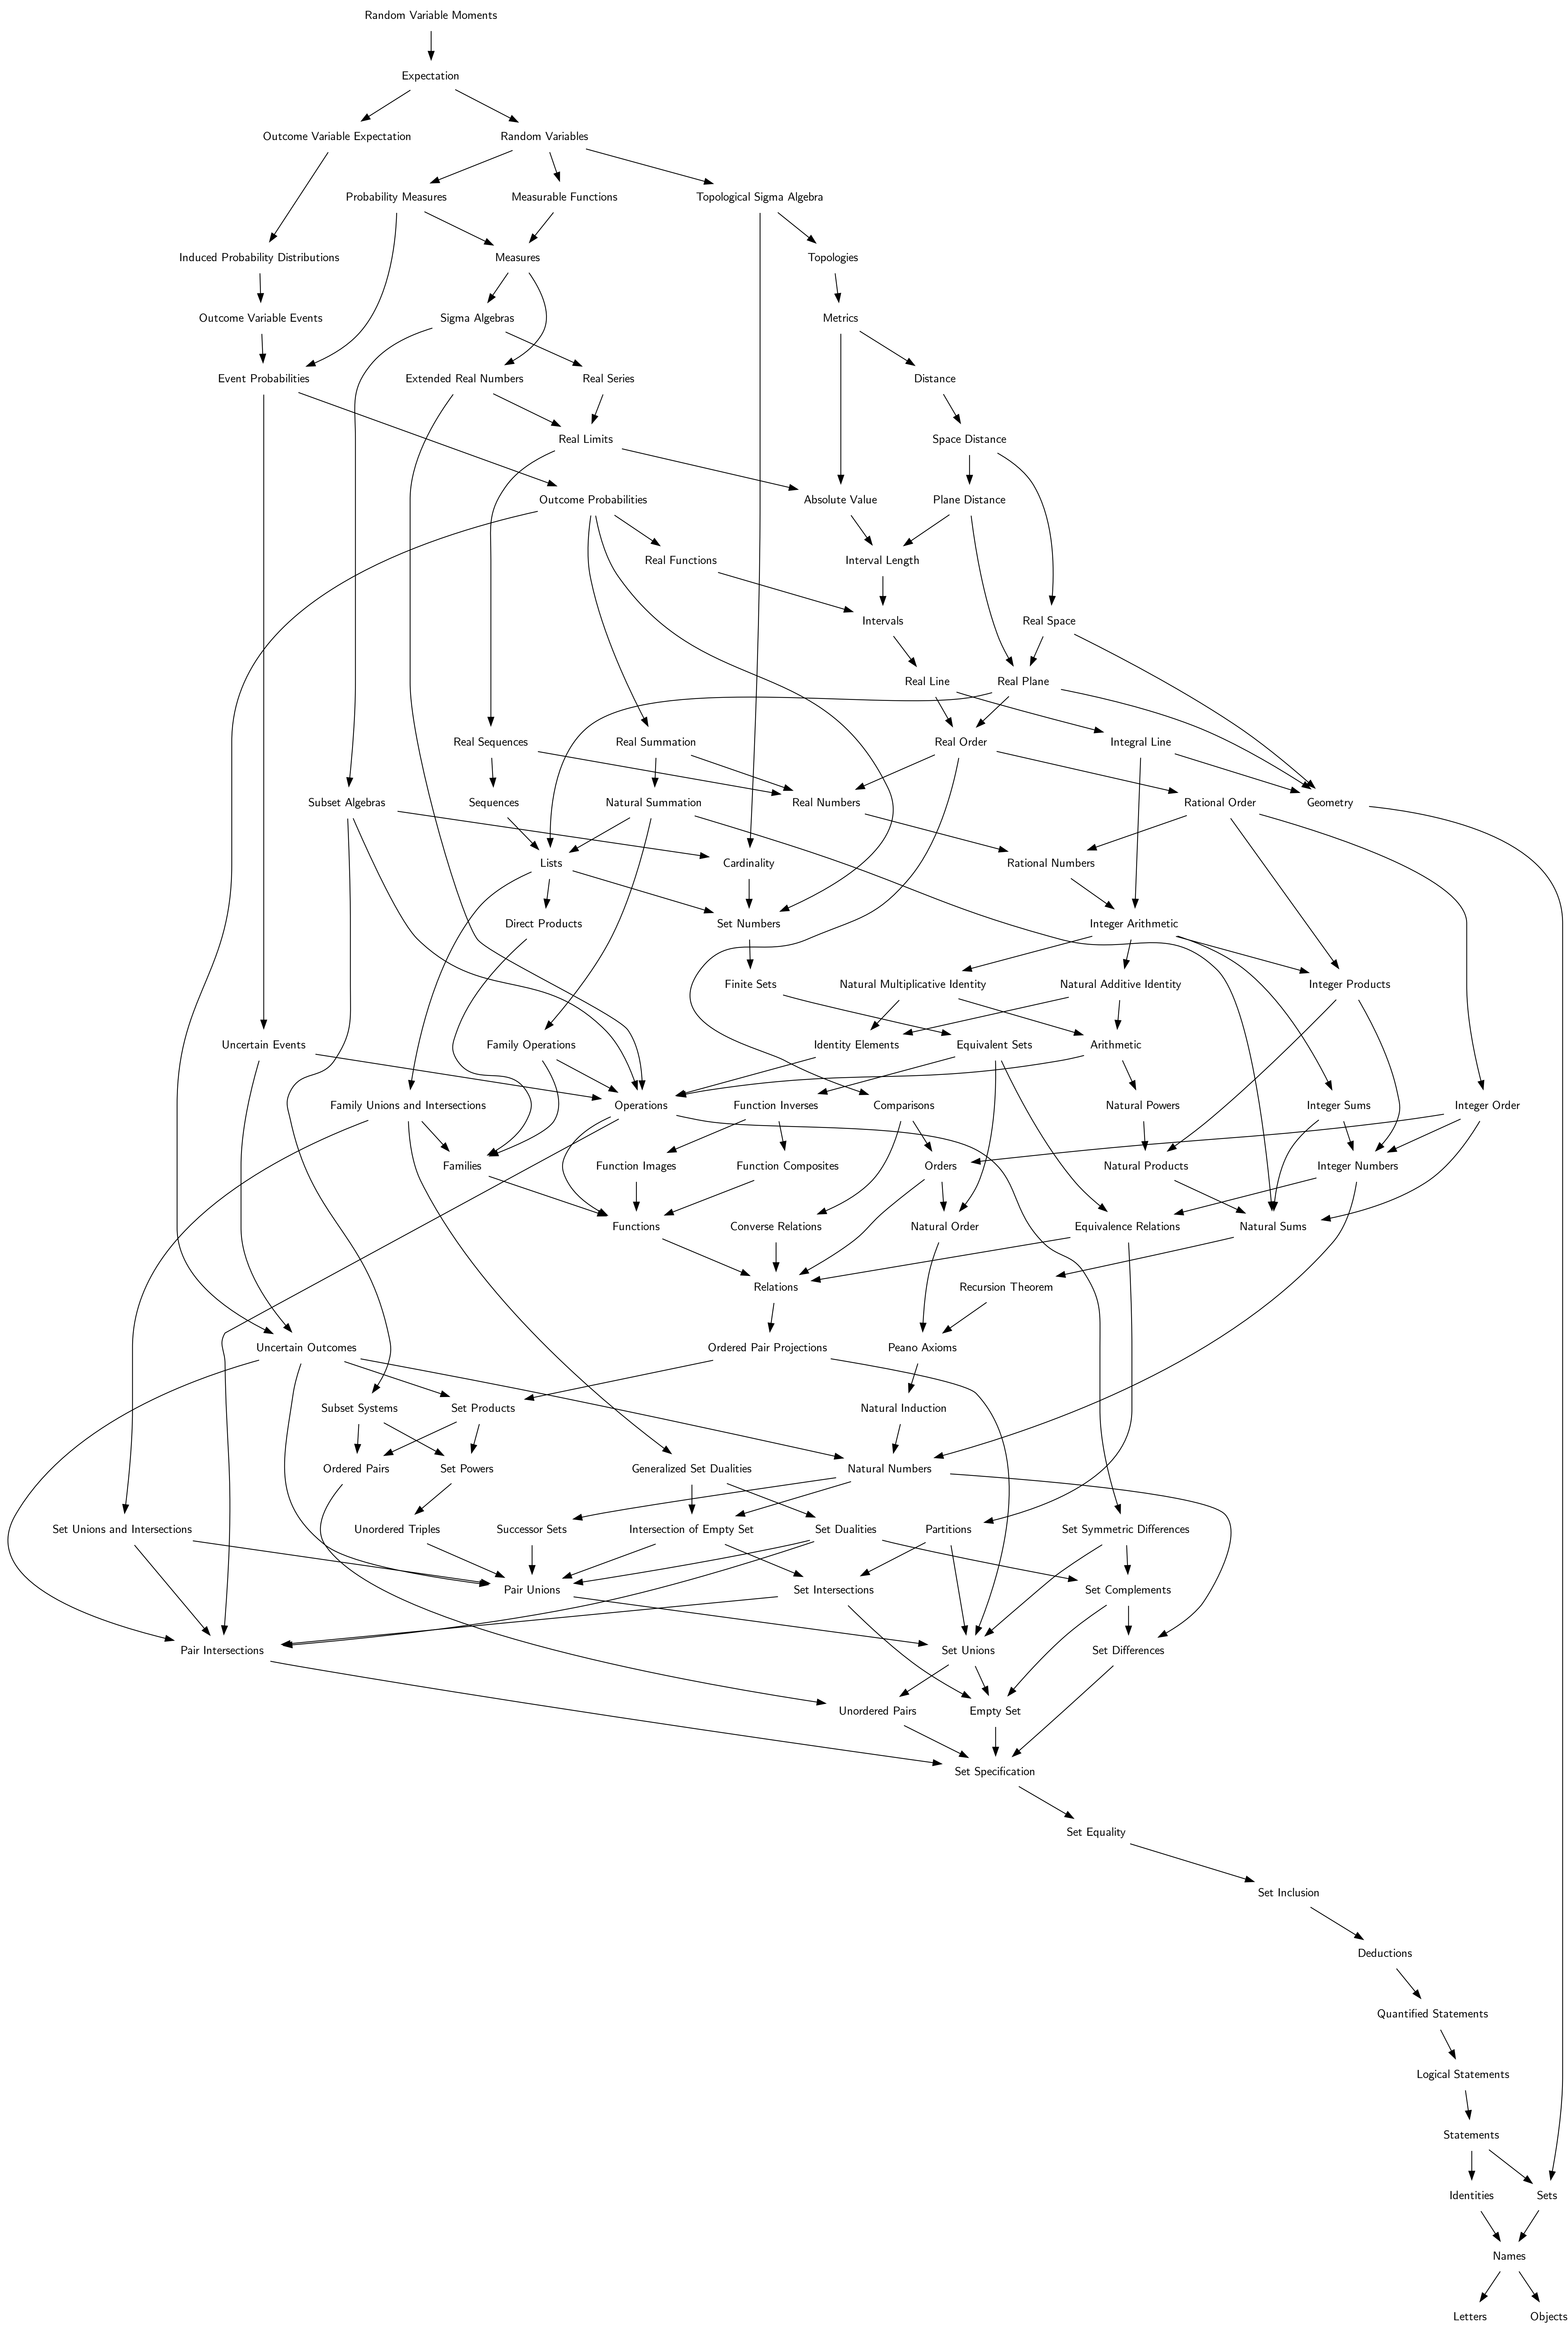 Random Variable Moments
Expectation
Outcome Variable Expectation
Random Variables
Probability Measures
Measurable Functions
Topological Sigma Algebra
Induced Probability Distributions
Measures
Topologies
Outcome Variable Events
Sigma Algebras
Metrics
Event Probabilities
Extended Real Numbers
Real Series
Distance
Real Limits
Space Distance
Outcome Probabilities
Absolute Value
Plane Distance
Real Functions
Interval Length
Intervals
Real Space
Real Line
Real Plane
Real Sequences
Real Summation
Real Order
Integral Line
Subset Algebras
Sequences
Natural Summation
Real Numbers
Rational Order
Geometry
Lists
Cardinality
Rational Numbers
Direct Products
Set Numbers
Integer Arithmetic
Finite Sets
Natural Multiplicative Identity
Natural Additive Identity
Integer Products
Uncertain Events
Family Operations
Identity Elements
Equivalent Sets
Arithmetic
Family Unions and Intersections
Operations
Function Inverses
Comparisons
Natural Powers
Integer Sums
Integer Order
Families
Function Images
Function Composites
Orders
Natural Products
Integer Numbers
Functions
Converse Relations
Natural Order
Equivalence Relations
Natural Sums
Relations
Recursion Theorem
Uncertain Outcomes
Ordered Pair Projections
Peano Axioms
Subset Systems
Set Products
Natural Induction
Ordered Pairs
Set Powers
Generalized Set Dualities
Natural Numbers
Set Unions and Intersections
Unordered Triples
Successor Sets
Intersection of Empty Set
Set Dualities
Partitions
Set Symmetric Differences
Pair Unions
Set Intersections
Set Complements
Pair Intersections
Set Unions
Set Differences
Unordered Pairs
Empty Set
Set Specification
Set Equality
Set Inclusion
Deductions
Quantified Statements
Logical Statements
Statements
Identities
Sets
Names
Letters
Objects